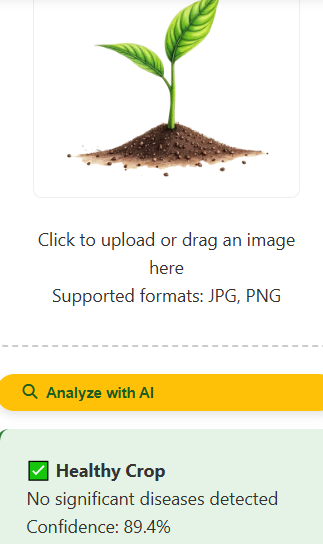 Click to upload or drag an image
here
Supported formats: JPG, PNG
Analyze with AI
✅ Healthy Crop
No significant diseases detected
Confidence: 89.4%